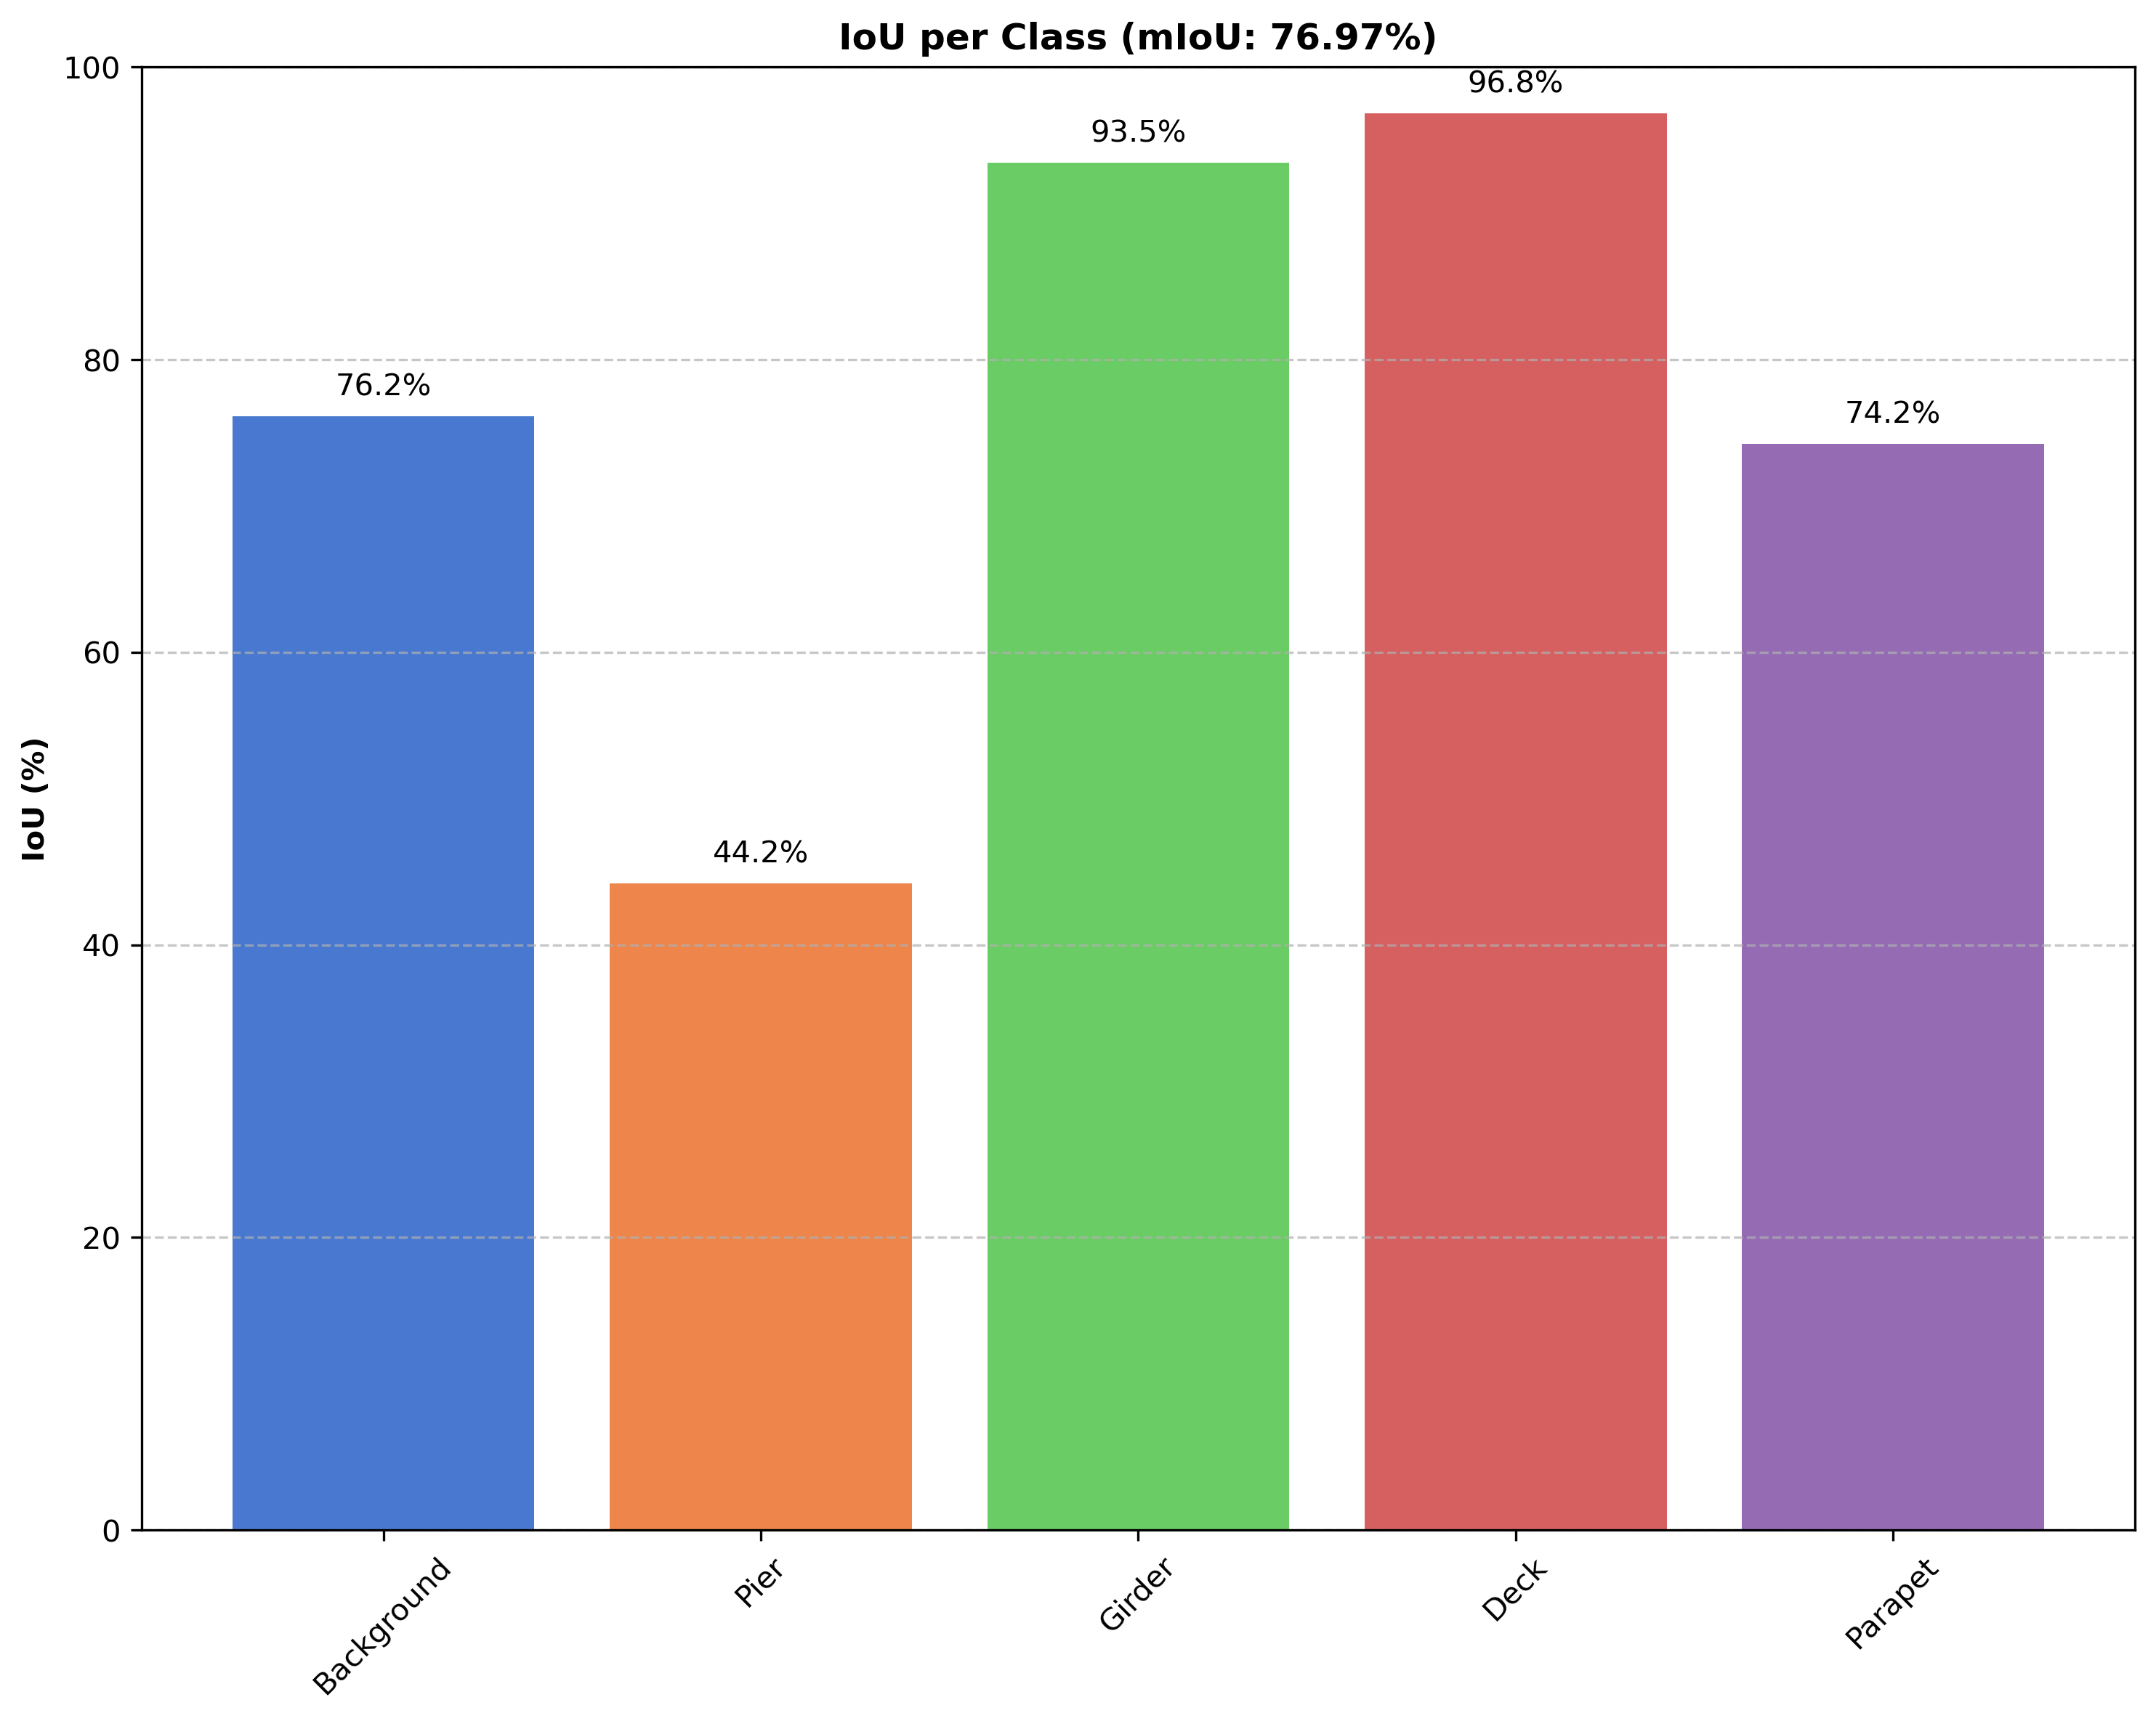 IoU per Class (mIoU: 76.97%)
IoU (%)
100
80
60
40
20
0
76.2%
44.2%
93.5%
96.8%
74.2%
Background
Pier
Girder
Deck
Parapet